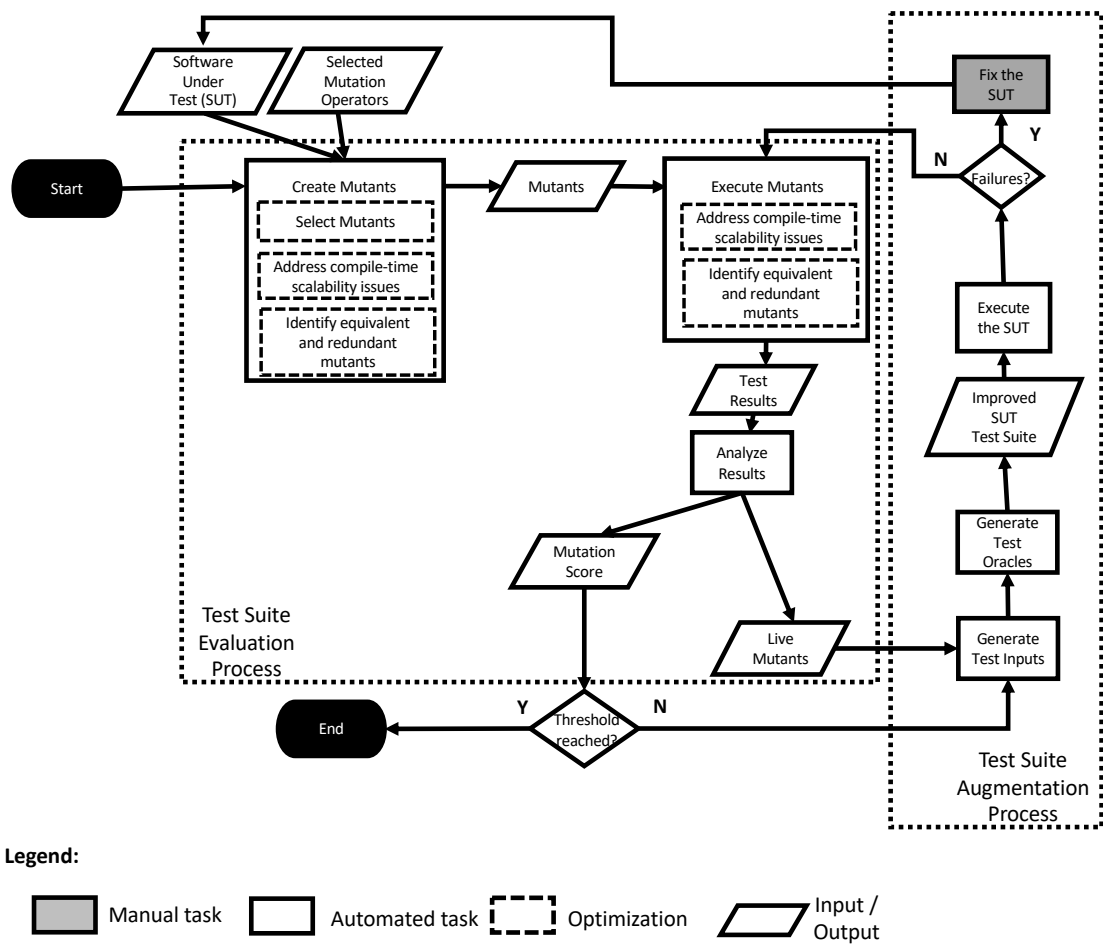 Software
Under
Test (SUT)
Selected
Mutation
Operators
Fix the
SUT
Y
N
Failures?
Start
Create Mutants
Select Mutants
Address compile-time
scalability issues
Identify equivalent
and redundant
mutants
Mutants
Execute Mutants
Address compile-time
scalability issues
Identify equivalent
and redundant
mutants
Execute
the SUT
Test
Results
Improved
SUT
Test Suite
Analyze
Results
Generate
Test
Oracles
Mutation
Score
Test Suite
Evaluation
Process
Live
Mutants
Generate
Test Inputs
End
Y
Threshold
reached?
N
Test Suite
Augmentation
Process
Legend:
Manual task
Automated task
Optimization
Input /
Output